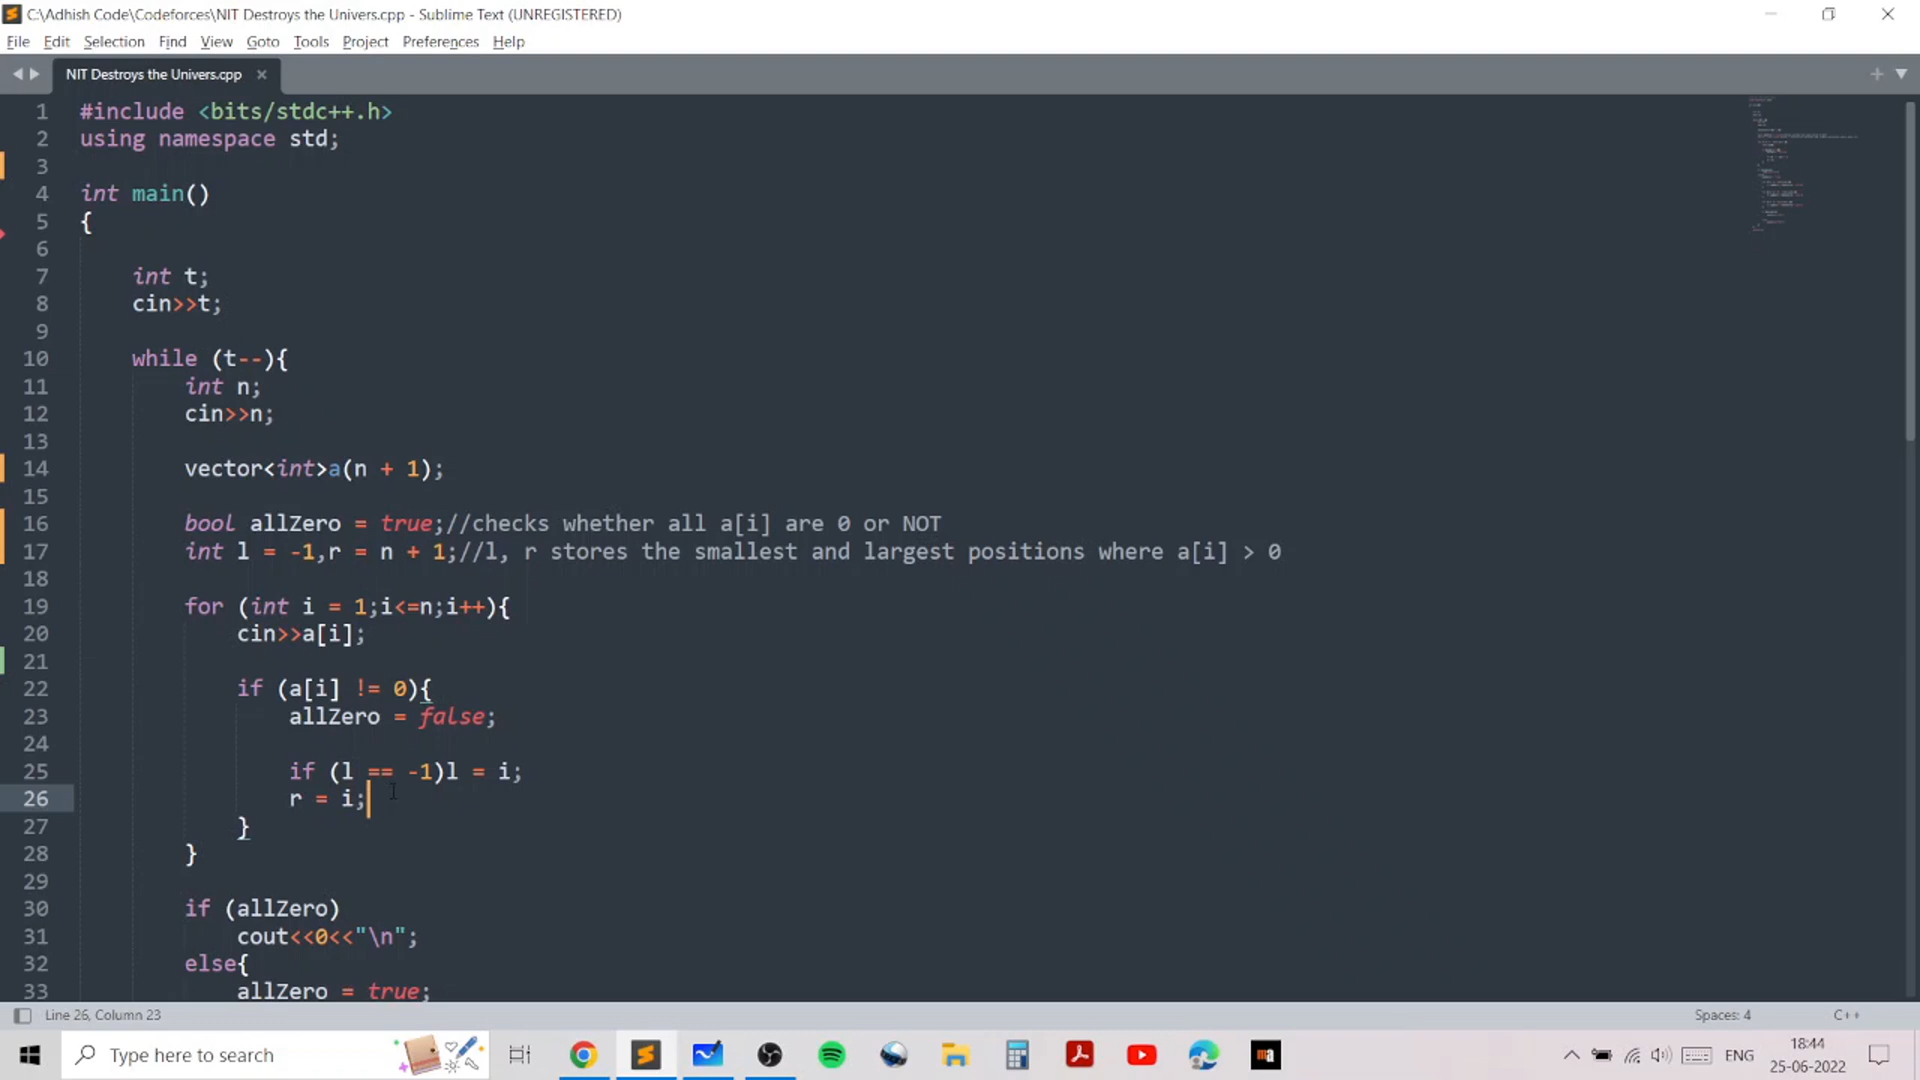 C:\Adhish Code\Codeforces\NIT Destroys the Univers.cpp - Sublime Text (UNREGISTERED)
File Edit Selection Find View Goto Tools Project Preferences Help
NIT Destroys the Univers.cpp
1 #include <bits/stdc++.h>
2 using namespace std;
3
4 int main()
5 {
6
7 int t;
8 cin>>t;
9
10 while (t--){
11 int n;
12 cin>>n;
13
14 vector<int>a(n + 1);
15
16 bool allZero = true;//checks whether all a[i] are 0 or NOT
17 int l = -1,r = n + 1;//l, r stores the smallest and largest positions where a[i] > 0
18
19 for (int i = 1;i<=n;i++){
20 cin>>a[i];
21
22 if (a[i] != 0){
23 allZero = false;
24
25 if (l == -1)l = i;
26 r = i;
27 }
28 }
29
30 if (allZero)
31 cout<<0<<"\n";
32 else{
33 allZero = true;
Line 26, Column 23
Spaces: 4
C++
Type here to search
ENG
18:44
25-06-2022